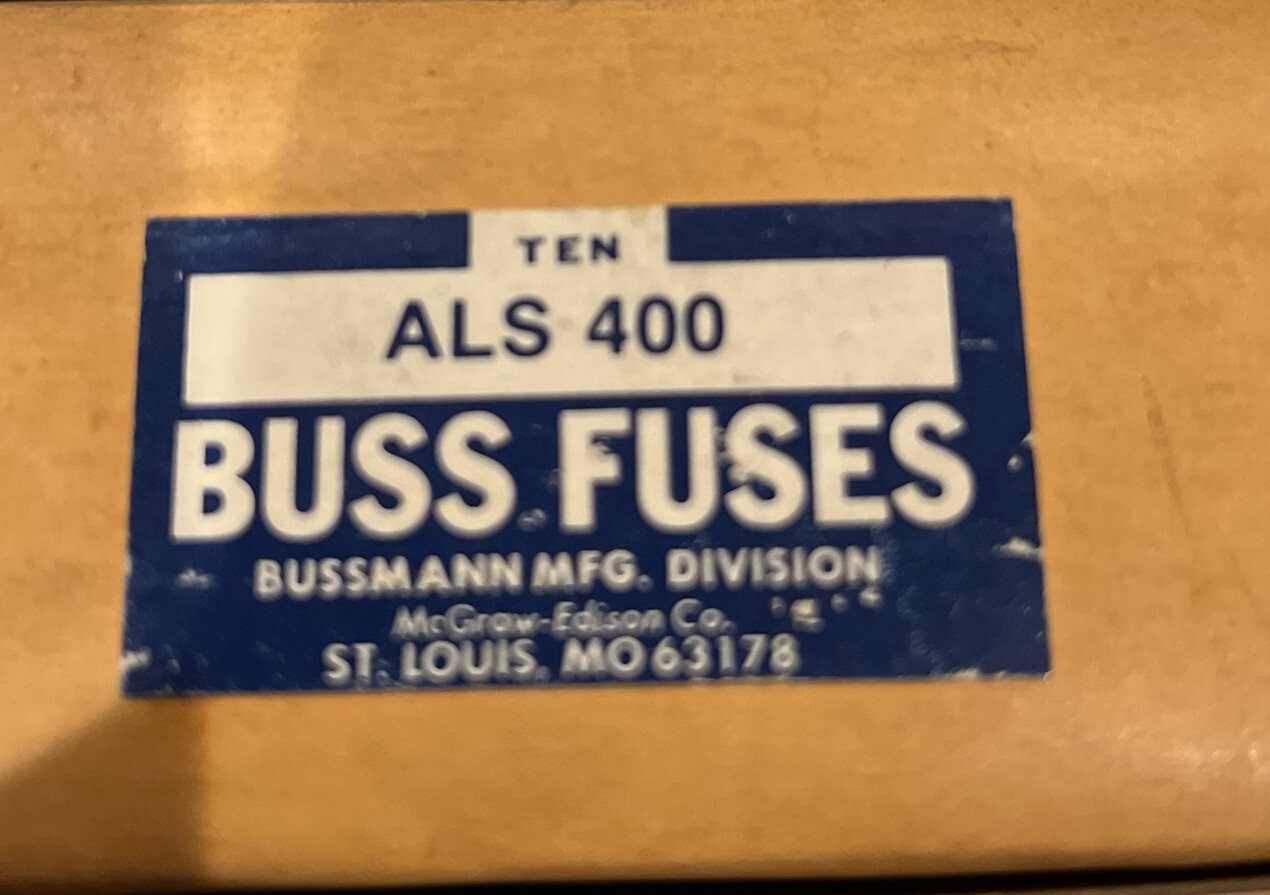 TEN
ALS 400
BUSS FUSES
BUSSMANN MFG. DIVISION
McGraw-Edison Co.
ST. LOUIS, MO 63178